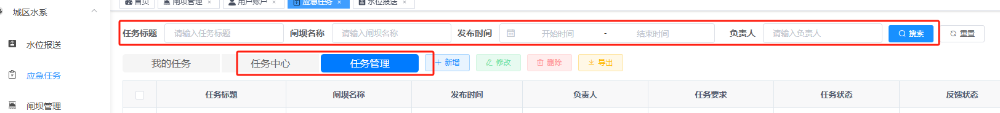 首页 闸坝管理 × 用户账户 × 应急任务 × 水位报送 ×
城区水系
任务标题 请输入任务标题 闸坝名称 请输入闸坝名称 发布时间 开始时间 - 结束时间 负责人 请输入负责人 搜索 重置
水位报送
我的任务 任务中心 任务管理 + 新增 修改 删除 导出
应急任务
任务标题 闸坝名称 发布时间 负责人 任务要求 任务状态 反馈状态
闸坝管理